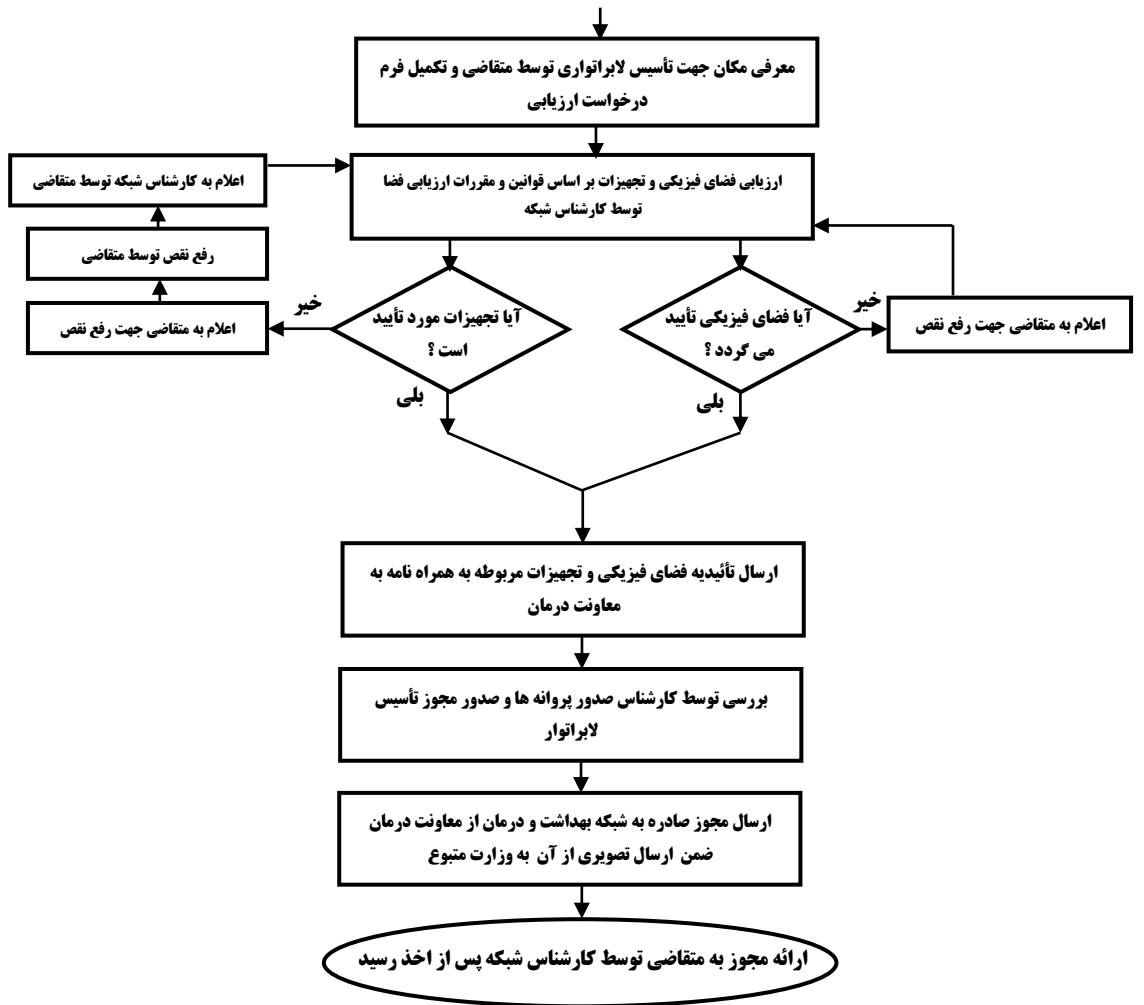 معرفی مکان جهت تأسیس لابراتواری توسط متقاضی و تکمیل فرم
درخواست ارزیابی
ارزیابی فضای فیزیکی و تجهیزات بر اساس قوانین و مقررات ارزیابی فضا
توسط کارشناس شبکه
اعلام به کارشناس شبکه توسط متقاضی
رفع نقص توسط متقاضی
اعلام به متقاضی جهت رفع نقص
خیر
آیا فضای فیزیکی تأیید
می گردد ؟
آیا تجهیزات مورد تأیید
است ؟
خیر
اعلام به متقاضی جهت رفع نقص
بلی
بلی
ارسال تأئیدیه فضای فیزیکی و تجهیزات مربوطه به همراه نامه به
معاونت درمان
بررسی توسط کارشناس صدور پروانه ها و صدور مجوز تأسیس
لابراتوار
ارسال مجوز صادره به شبکه بهداشت و درمان از معاونت درمان
ضمن ارسال تصویری از آن به وزارت متبوع
ارائه مجوز به متقاضی توسط کارشناس شبکه پس از اخذ رسید